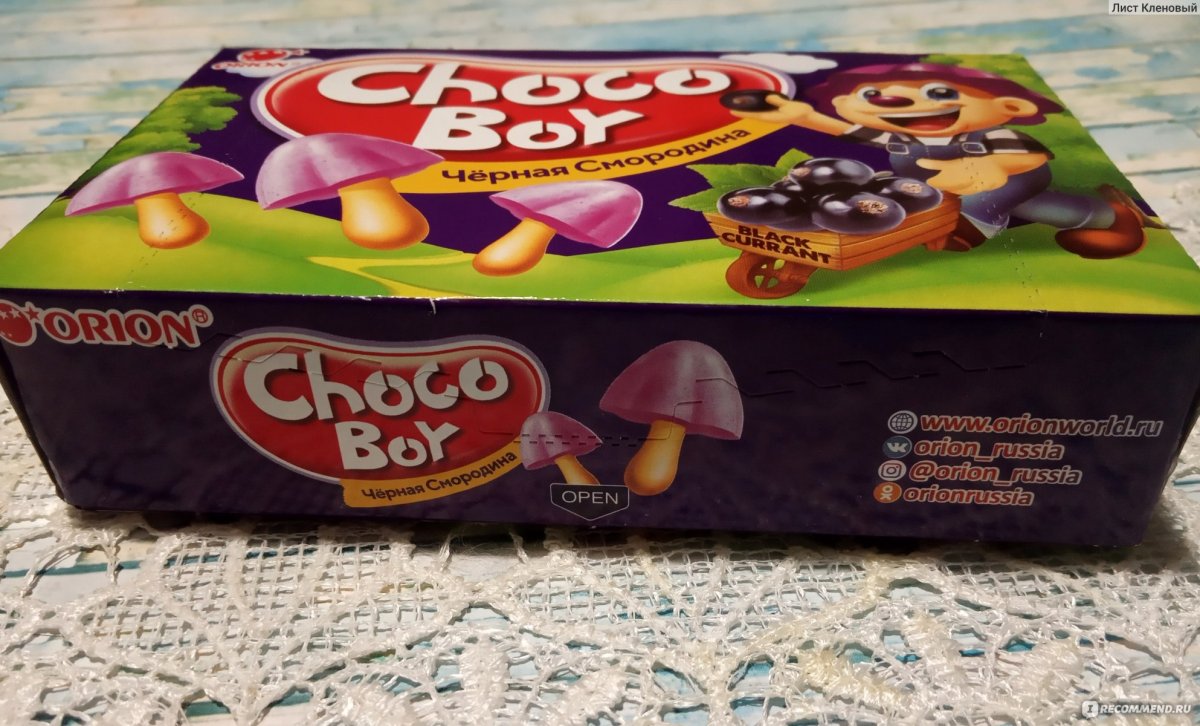 Лист Кленовый
ORION
Choco
Boy
Чёрная Смородина
BLACK
CURRANT
ORION®
Choco
Boy
Чёрная Смородина
OPEN
www.orionworld.ru
orion_russia
@orion_russia
orionrussia
IRECOMMEND.RU